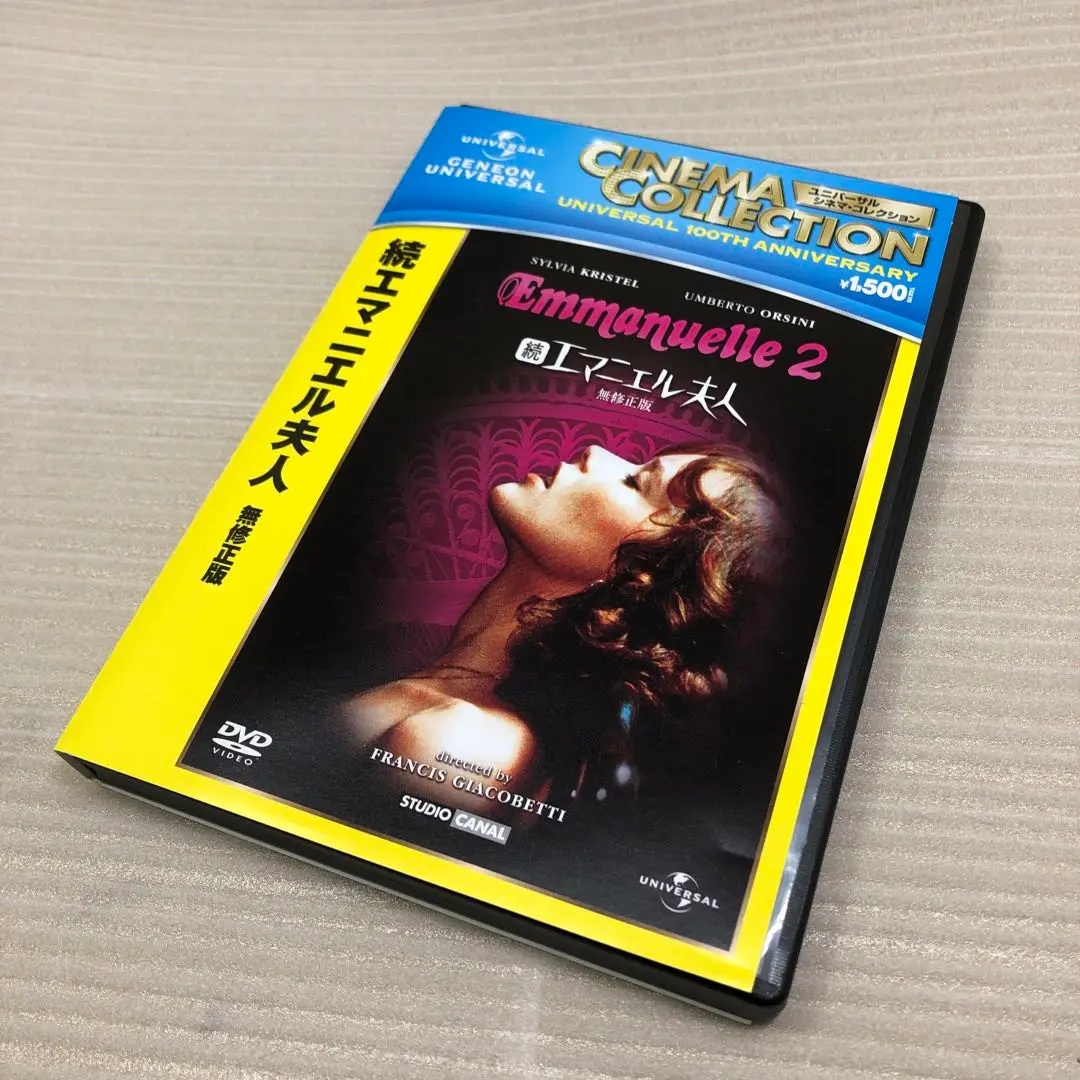 UNIVERSAL
GENEON
UNIVERSAL
CINEMA
COLLECTION
ユニバーサル
シネマ・コレクション
UNIVERSAL 100TH ANNIVERSARY
¥1,500
続エマニエル夫人 無修正版
SYLVIA KRISTEL
UMBERTO ORSINI
Emmanuelle 2
続 エマニエル夫人
無修正版
DVD
VIDEO
directed by
FRANCIS GIACOBETTI
STUDIO CANAL
UNIVERSAL